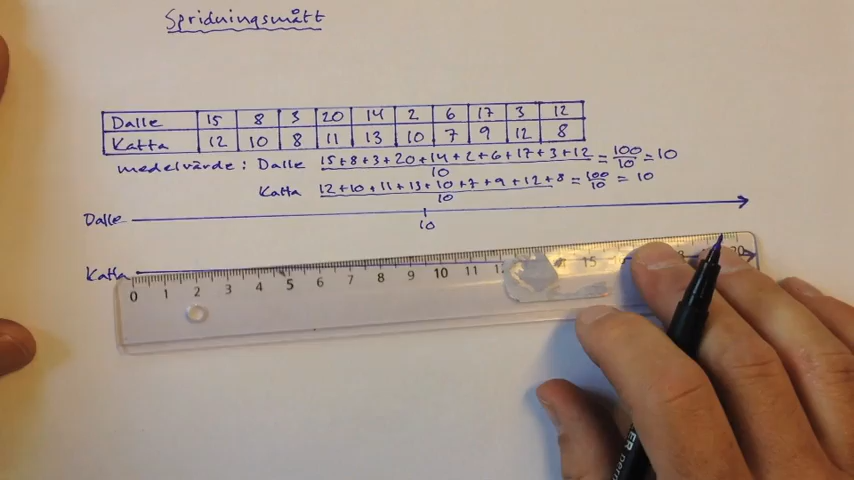 Spridningsmått
Dalle 15 8 3 20 14 2 6 17 3 12
Katta 12 10 8 11 13 10 7 9 12 8
medelvärde: Dalle 15+8+3+20+14+2+6+17+3+12/10 = 100/10 = 10
Katta 12+10+11+13+10+7+9+12+8/10 = 100/10 = 10
Dalle
10
Katta
0 1 2 3 4 5 6 7 8 9 10 11 15 20